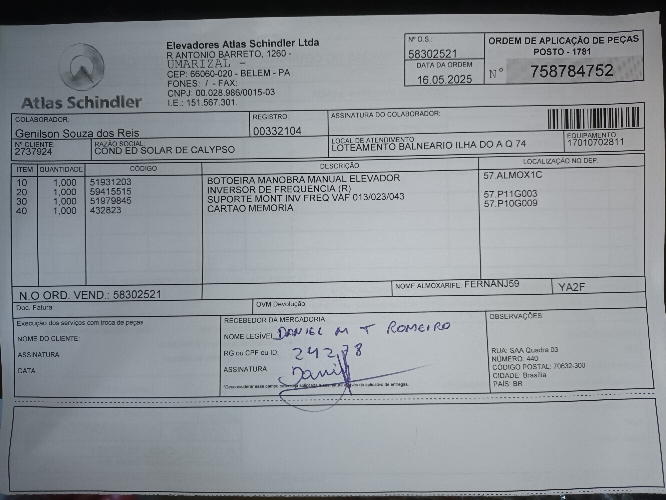 Atlas Schindler
Elevadores Atlas Schindler Ltda
R ANTONIO BARRETO, 1260 -
UMARIZAL -
CEP: 66060-020 - BELEM - PA
FONES: / - FAX:
CNPJ: 00.028.986/0015-03
I.E.: 151.567.301.
Nº O.S.:
58302521
DATA DA ORDEM
16.05.2025
ORDEM DE APLICAÇÃO DE PEÇAS
POSTO - 1781
Nº 758784752
COLABORADOR:
Genilson Souza dos Reis
REGISTRO:
00332104
ASSINATURA DO COLABORADOR:
Nº CLIENTE
2737924
RAZÃO SOCIAL
COND ED SOLAR DE CALYPSO
LOCAL DE ATENDIMENTO
LOTEAMENTO BALNEARIO ILHA DO A Q 74
EQUIPAMENTO
17010702811
ITEM QUANTIDADE CÓDIGO DESCRIÇÃO LOCALIZAÇÃO NO DEP.
10 1,000 51931203 BOTOEIRA MANOBRA MANUAL ELEVADOR 57.ALMOX1C
20 1,000 59415515 INVERSOR DE FREQUENCIA (R)
30 1,000 51979845 SUPORTE MONT INV FREQ VAF 013/023/043 57.P11G003
40 1,000 432823 CARTAO MEMORIA 57.P10G009
N.O ORD. VEND.: 58302521
NOME ALMOXARIFE. FERNANJ59
YA2F
Doc. Fatura:
OVM Devolução
Execução dos serviços com troca de peças
NOME DO CLIENTE:
ASSINATURA
DATA
RECEBEDOR DA MERCADORIA
NOME LEGÍVEL: DANIEL M T ROMEIRO
RG ou CPF ou ID: 24278
ASSINATURA Daniel
OBSERVAÇÕES:
RUA: SAA Quadra 03
NÚMERO: 440
CÓDIGO POSTAL: 70632-300
CIDADE: Brasília
PAÍS: BR